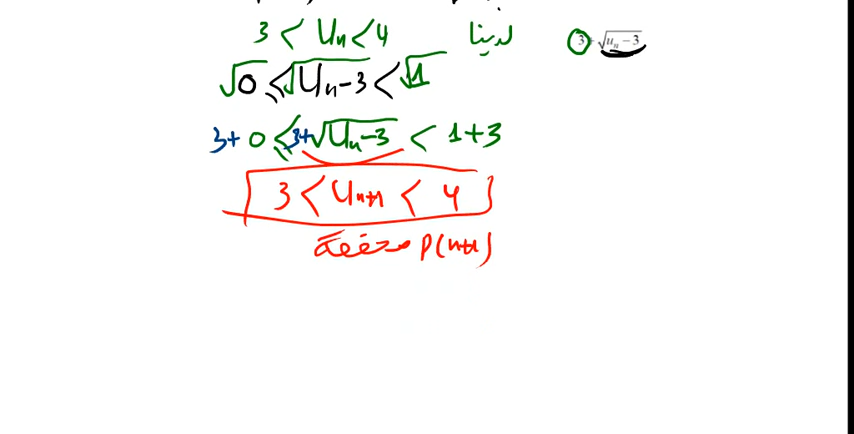 3 < Un < 4 لدينا 3+√(uₙ − 3)
√0 ≤ √(Un−3) < √1
3+ 0 ≤ 3+√(Un−3) < 1+3
3 < Un+1 < 4
P(n+1) محققة